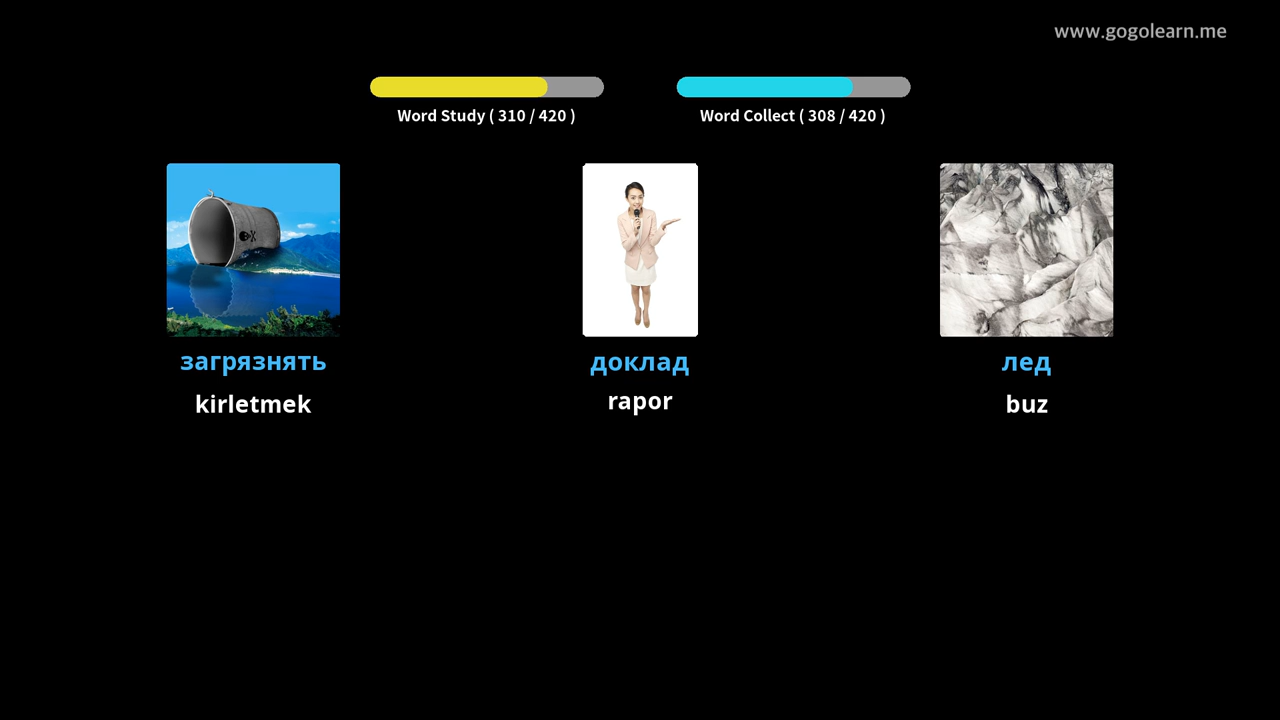 www.gogolearn.me
Word Study ( 310 / 420 )
Word Collect ( 308 / 420 )
загрязнять
kirletmek
доклад
rapor
лед
buz